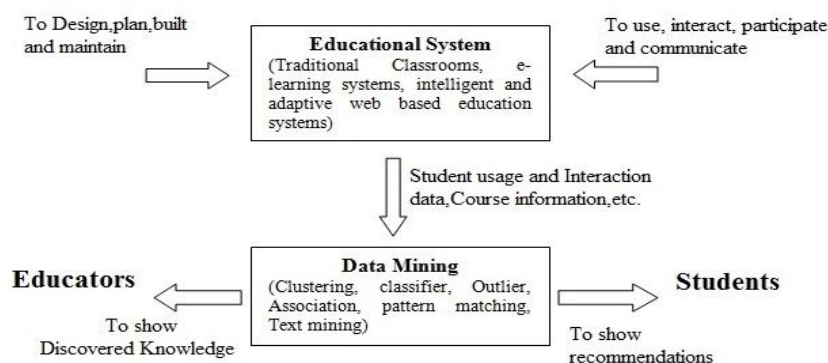 To Design,plan,built
and maintain
Educational System
(Traditional Classrooms, e-
learning systems, intelligent and
adaptive web based education
systems)
To use, interact, participate
and communicate
Student usage and Interaction
data,Course information,etc.
Data Mining
(Clustering, classifier, Outlier,
Association, pattern matching,
Text mining)
Educators
To show
Discovered Knowledge
Students
To show
recommendations